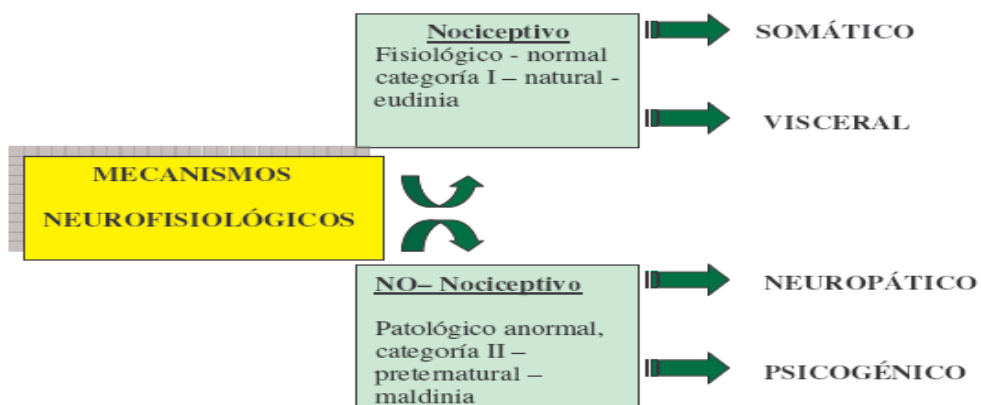 Nociceptivo
Fisiológico - normal
categoría I – natural -
eudinia
SOMÁTICO
VISCERAL
MECANISMOS
NEUROFISIOLÓGICOS
NO– Nociceptivo
Patológico anormal,
categoría II –
preternatural –
maldinia
NEUROPÁTICO
PSICOGÉNICO